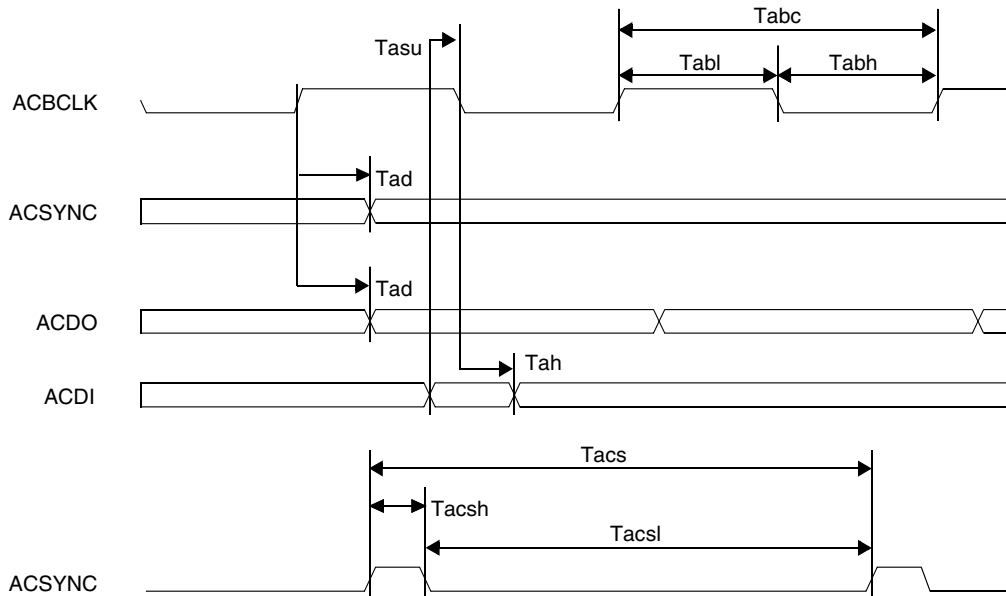 Tabc
Tasu
Tabl Tabh
ACBCLK
Tad
ACSYNC
Tad
ACDO
Tah
ACDI
Tacs
Tacsh
Tacsl
ACSYNC